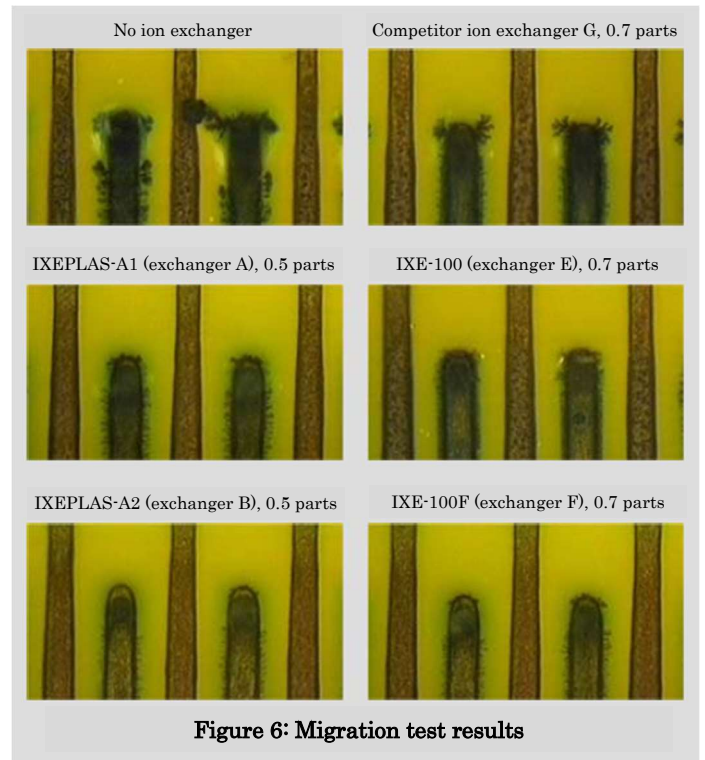 No ion exchanger
Competitor ion exchanger G, 0.7 parts
IXEPLAS-A1 (exchanger A), 0.5 parts
IXE-100 (exchanger E), 0.7 parts
IXEPLAS-A2 (exchanger B), 0.5 parts
IXE-100F (exchanger F), 0.7 parts
Figure 6: Migration test results